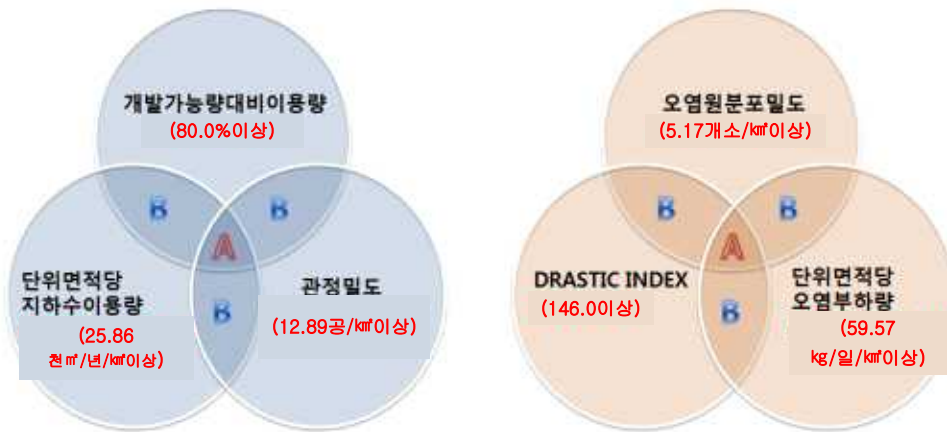 개발가능량대비이용량
(80.0%이상)
B
B
A
단위면적당
지하수이용량
(25.86
천㎥/년/㎢이상)
B
관정밀도
(12.89공/㎢이상)
오염원분포밀도
(5.17개소/㎢이상)
B
B
A
DRASTIC INDEX
(146.0이상)
B
단위면적당
오염부하량
(59.57
kg/일/㎢이상)